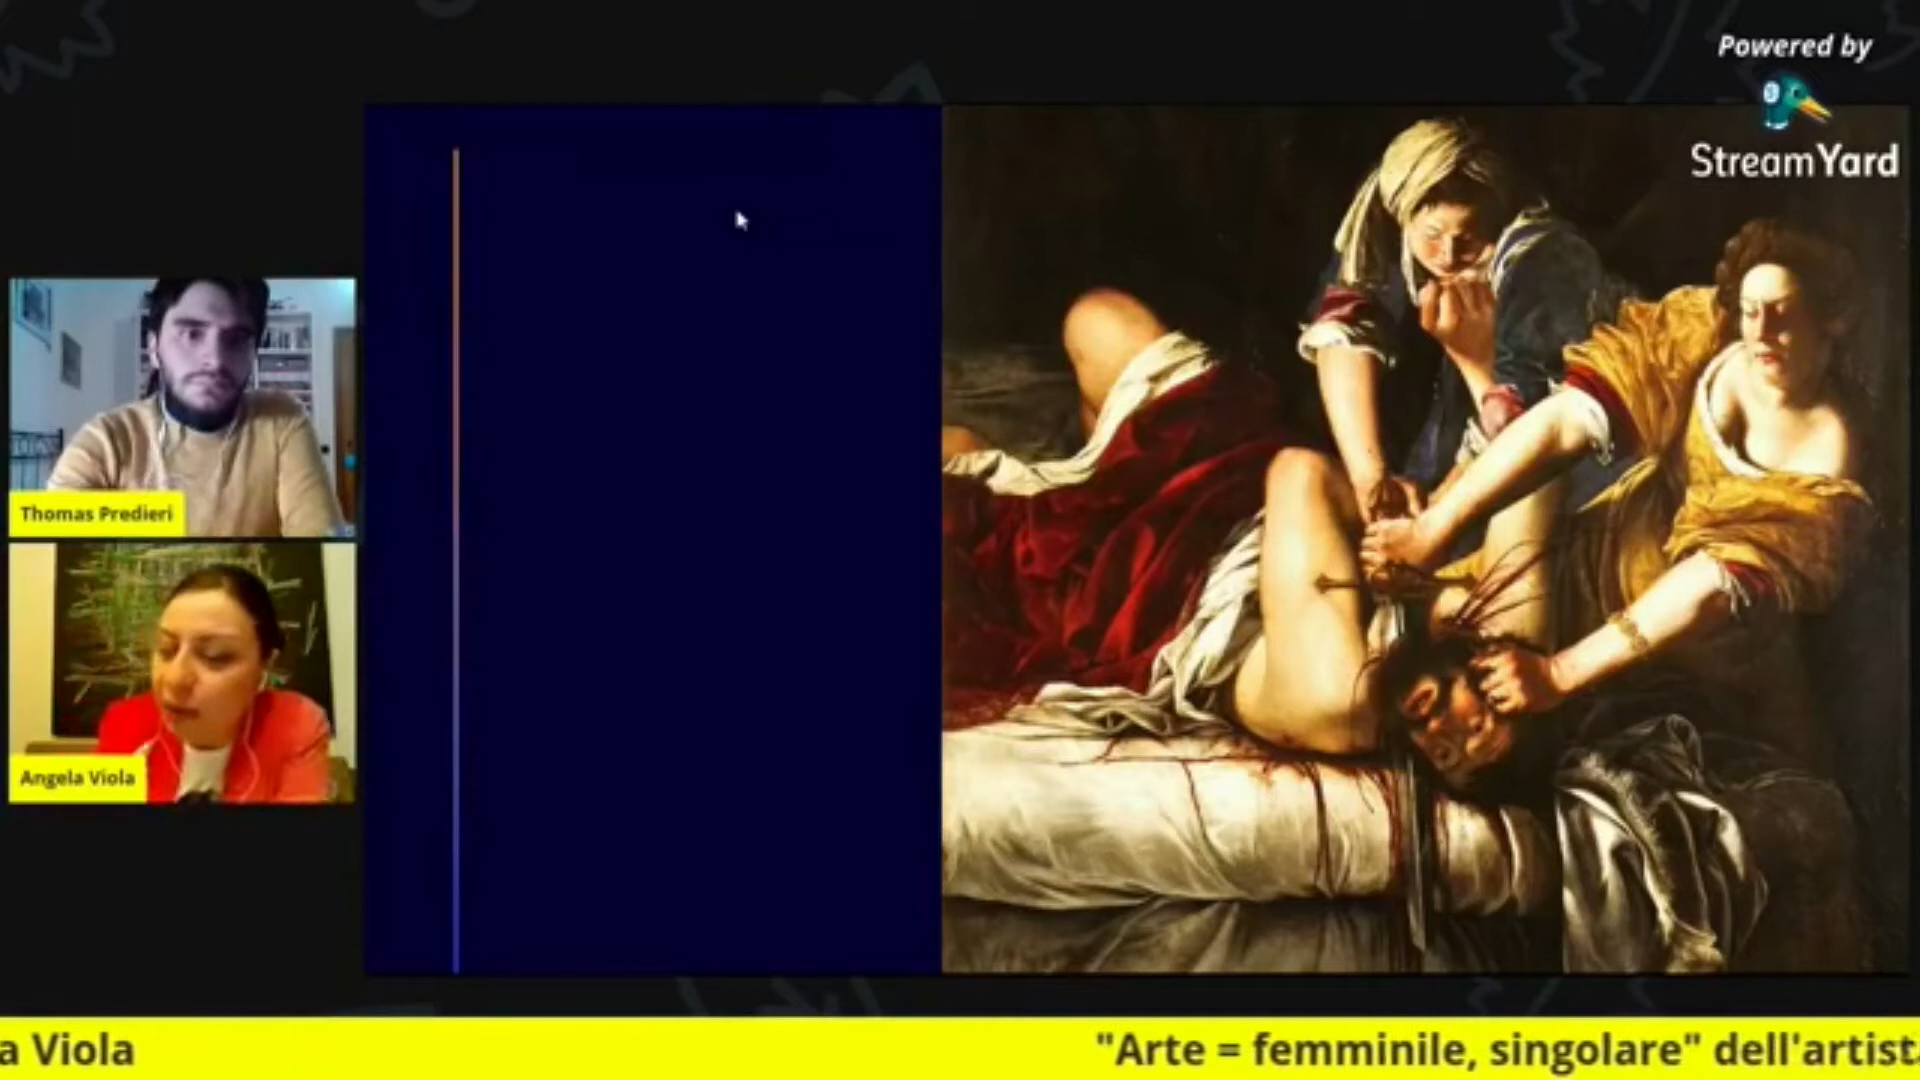 Powered by
StreamYard
Thomas Predieri
Angela Viola
a Viola
"Arte = femminile, singolare" dell'artist